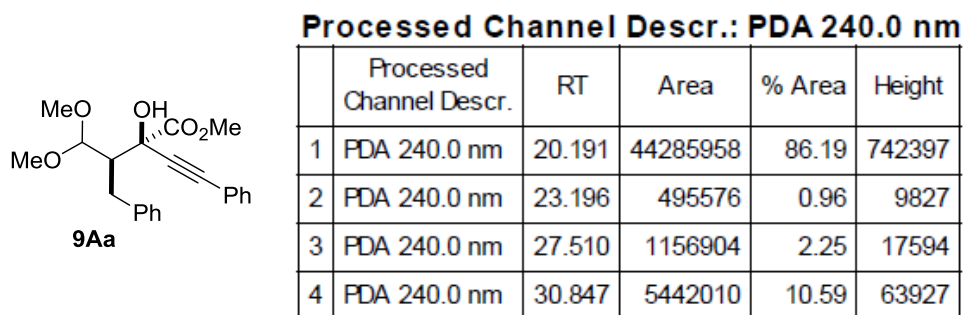 Processed Channel Descr.: PDA 240.0 nm
Processed Channel Descr. RT Area % Area Height
1 PDA 240.0 nm 20.191 44285958 86.19 742397
2 PDA 240.0 nm 23.196 495576 0.96 9827
3 PDA 240.0 nm 27.510 1156904 2.25 17594
4 PDA 240.0 nm 30.847 5442010 10.59 63927
MeO OH
CO2Me
MeO
Ph
Ph
9Aa